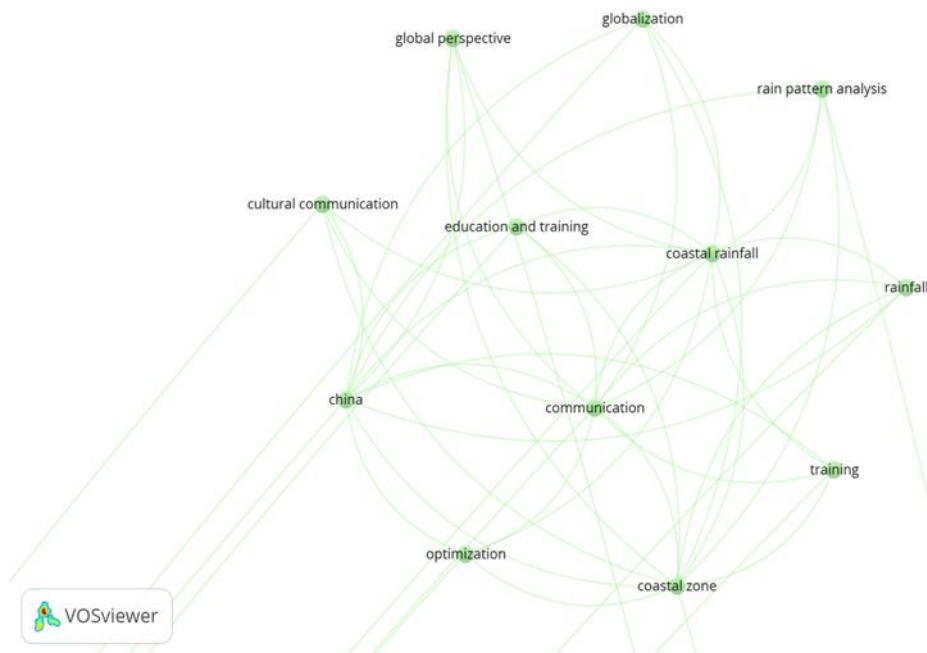 globalization
global perspective
rain pattern analysis
cultural communication
education and training
coastal rainfall
rainfall
china
communication
training
optimization
coastal zone
VOSviewer